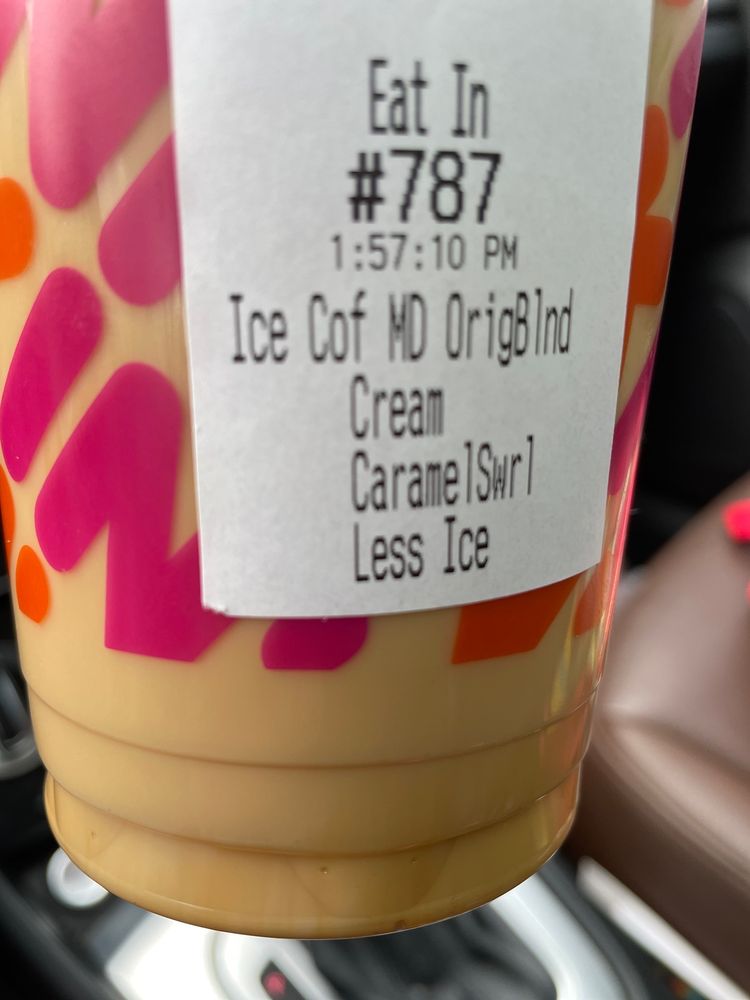 Eat In
#787
1:57:10 PM
Ice Cof MD OrigBlnd
Cream
CaramelSwrl
Less Ice